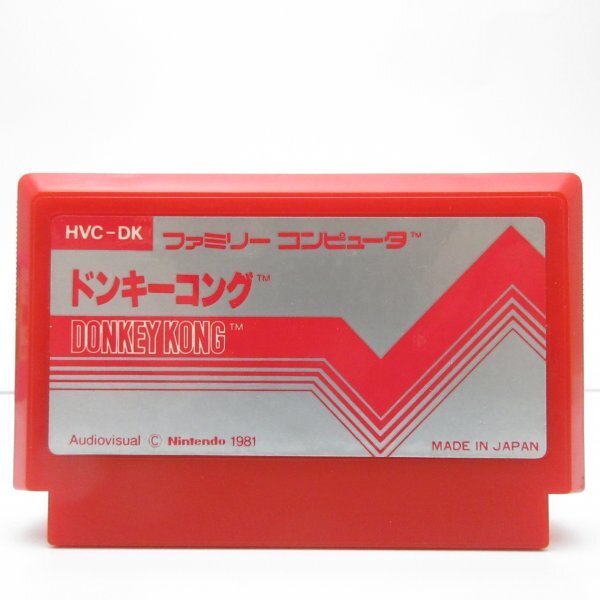 HVC-DK ファミリー コンピュータ™
ドンキーコング™
DONKEY KONG™
Audiovisual © Nintendo 1981
MADE IN JAPAN